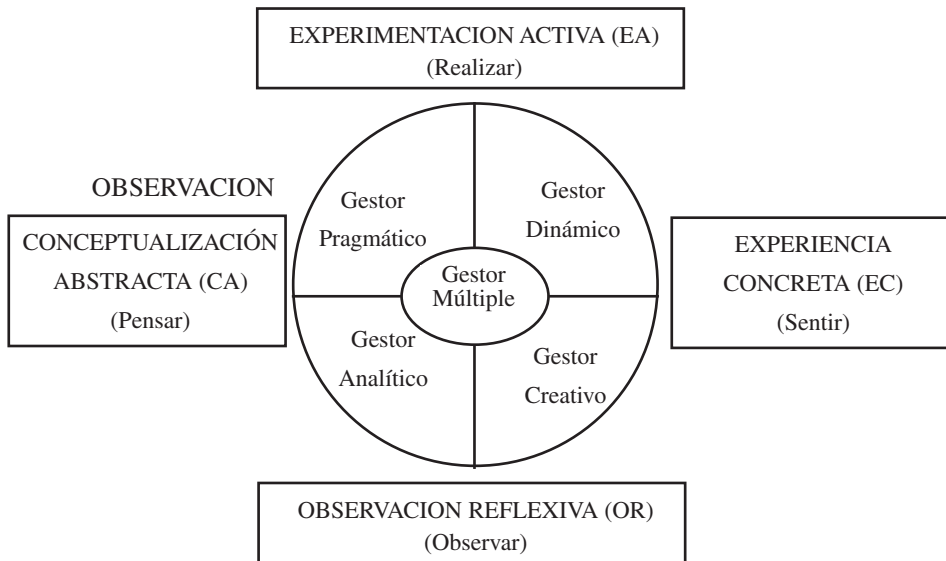 EXPERIMENTACION ACTIVA (EA)
(Realizar)
OBSERVACION
CONCEPTUALIZACIÓN
ABSTRACTA (CA)
(Pensar)
Gestor
Pragmático
Gestor
Dinámico
Gestor
Múltiple
EXPERIENCIA
CONCRETA (EC)
(Sentir)
Gestor
Analítico
Gestor
Creativo
OBSERVACION REFLEXIVA (OR)
(Observar)